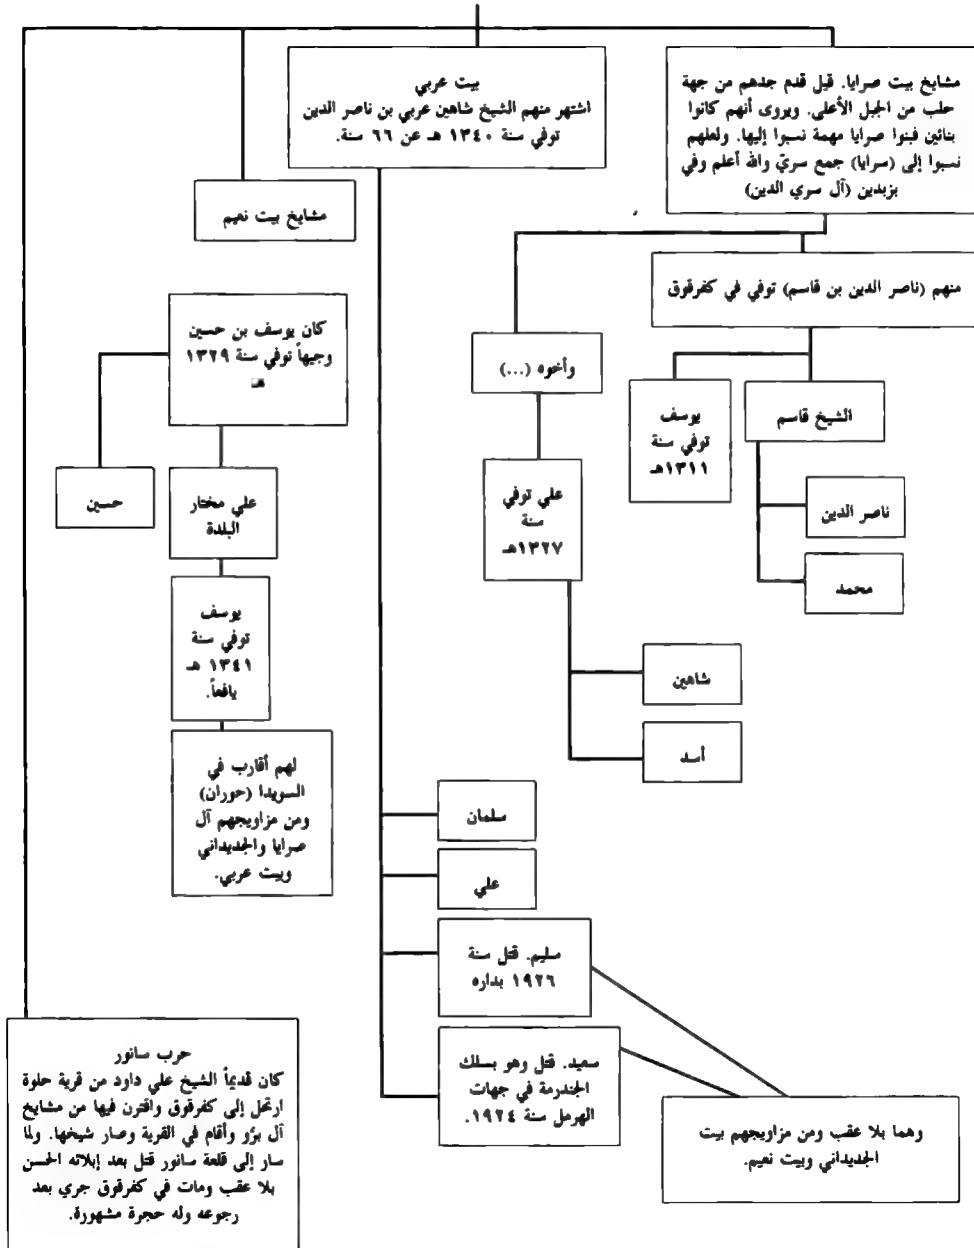 مشايخ بيت صرايا. قيل قدم جدهم من جهة
حلب من الجبل الأعلى. ويروى أنهم كانوا
بنائين فبنوا صرايا مهمة نسبوا إليها. ولعلهم
نسبوا إلى (سرايا) جمع سريّ والله أعلم وفي
بزبدين (آل سري الدين)
منهم (ناصر الدين بن قاسم) توفي في كفرقوق
الشيخ قاسم
ناصر الدين
محمد
يوسف
توفي سنة
١٣١١هـ
وأخوه (...)
علي توفي
سنة
١٣٢٧هـ
شاهين
أسد
بيت عربي
اشتهر منهم الشيخ شاهين عربي بن ناصر الدين
توفي سنة ١٣٤٠ هـ عن ٦٦ سنة.
سلمان
علي
سليم. قتل سنة
١٩٢٦ بداره
سعيد. قتل وهو بسلك
الجندرمة في جهات
الهرمل سنة ١٩٢٤.
وهما بلا عقب ومن مزاويجهم بيت
الجديداني وبيت نعيم.
مشايخ بيت نعيم
كان يوسف بن حسين
وجيهاً توفي سنة ١٣٢٩
هـ
حسين
علي مختار
البلدة
يوسف
توفي سنة
١٣٤١ هـ
يافعاً.
لهم أقارب في
السويدا (حوران)
ومن مزاويجهم آل
صرايا والجديداني
وبيت عربي.
حرب سانور
كان قديماً الشيخ علي داود من قرية حلوة
ارتحل إلى كفرقوق واقترن فيها من مشايخ
آل برّو وأقام في القرية وصار شيخها. ولما
سار إلى قلعة سانور قتل بعد إبلائه الحسن
بلا عقب ومات في كفرقوق جري بعد
رجوعه وله حجرة مشهورة.